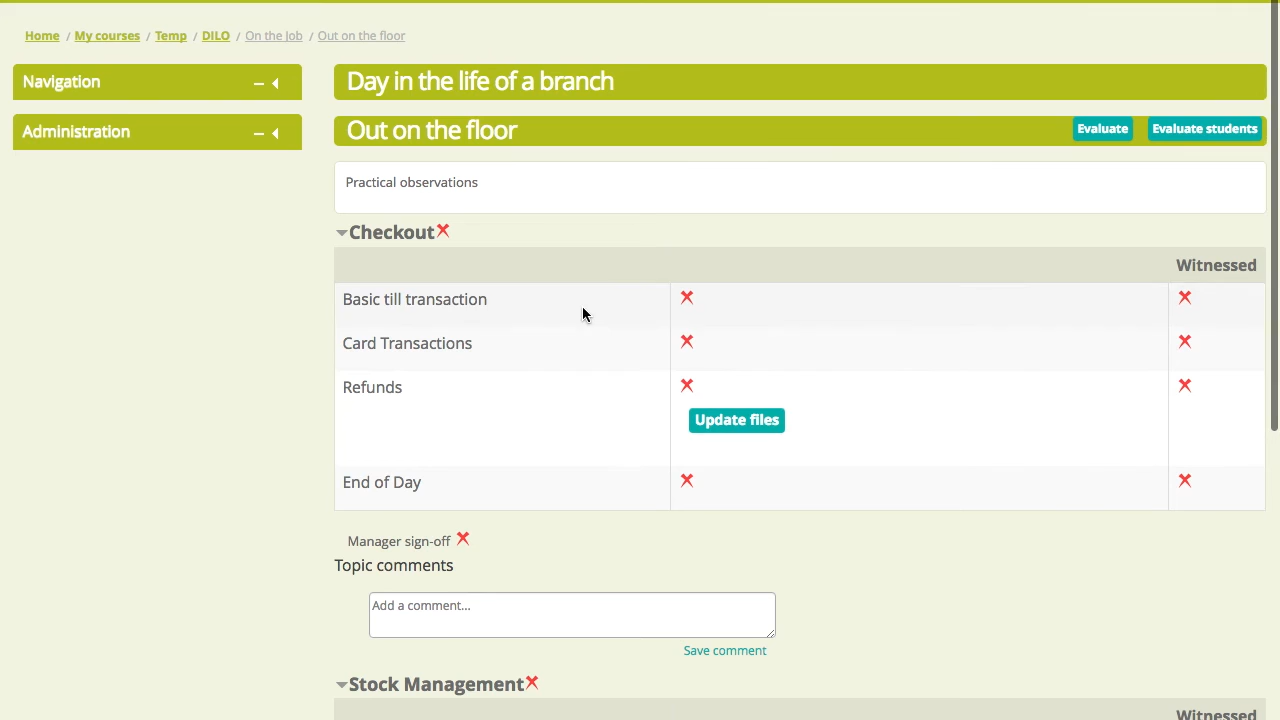 Home / My courses / Temp / DILO / On the Job / Out on the floor
Navigation
Administration
Day in the life of a branch
Out on the floor
Evaluate
Evaluate students
Practical observations
Checkout
Witnessed
Basic till transaction
Card Transactions
Refunds
Update files
End of Day
Manager sign-off
Topic comments
Add a comment...
Save comment
Stock Management
Witnessed